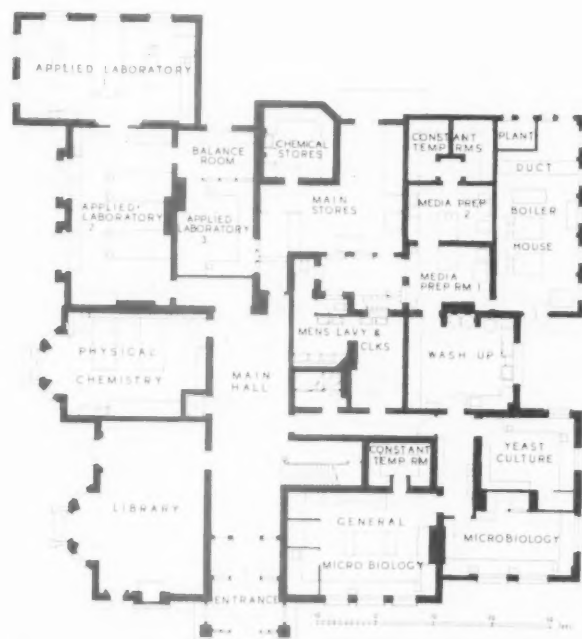 APPLIED LABORATORY
1
CHEMICAL
STORES
CONSTANT
TEMP RMS
PLANT
DUCT
BALANCE
ROOM
MAIN
STORES
MEDIA PREP
2
BOILER
HOUSE
APPLIED
LABORATORY
2
APPLIED
LABORATORY
3
MEDIA
PREP RM 1
MENS LAVY &
CLKS
WASH UP
PHYSICAL
CHEMISTRY
MAIN
HALL
CONSTANT
TEMP RM
YEAST
CULTURE
LIBRARY
GENERAL
MICRO BIOLOGY
MICROBIOLOGY
ENTRANCE